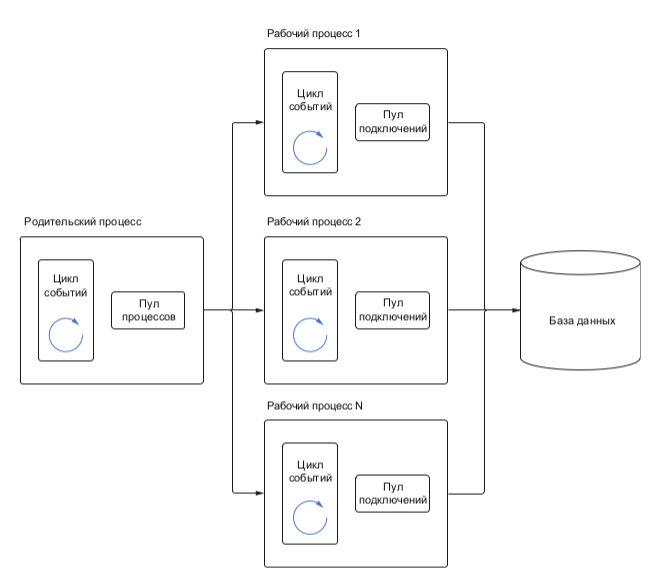 Рабочий процесс 1
Цикл
событий
Пул
подключений
Родительский процесс
Цикл
событий
Пул
процессов
Рабочий процесс 2
Цикл
событий
Пул
подключений
База данных
Рабочий процесс N
Цикл
событий
Пул
подключений